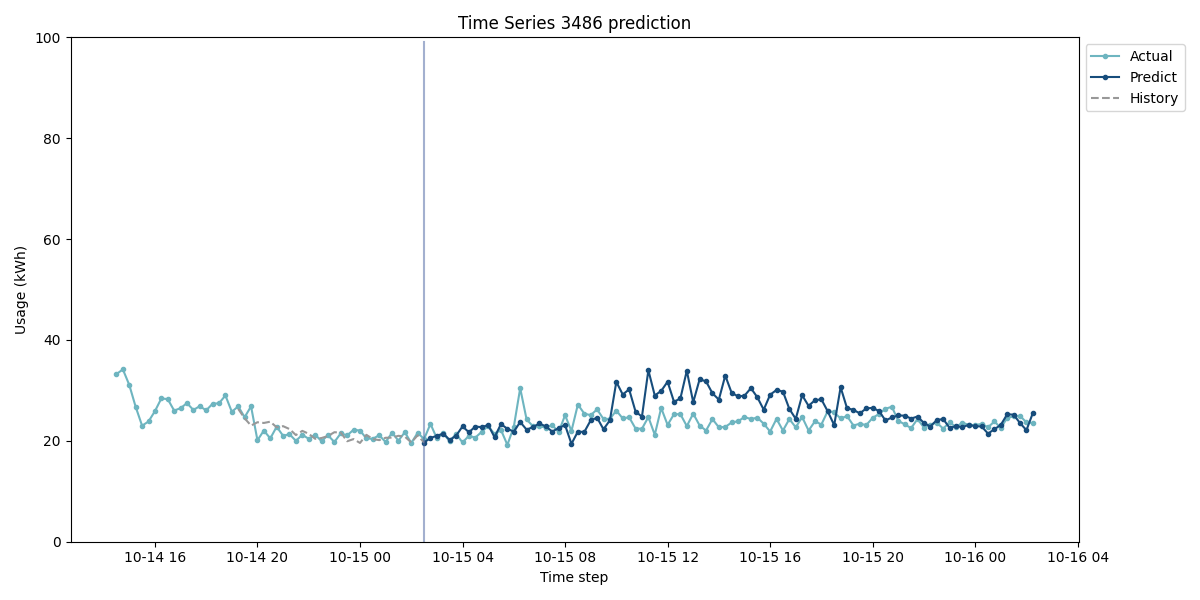 Time Series 3486 prediction
Actual
Predict
History
Usage (kWh)
100
80
60
40
20
0
10-14 16
10-14 20
10-15 00
10-15 04
10-15 08
10-15 12
10-15 16
10-15 20
10-16 00
10-16 04
Time step